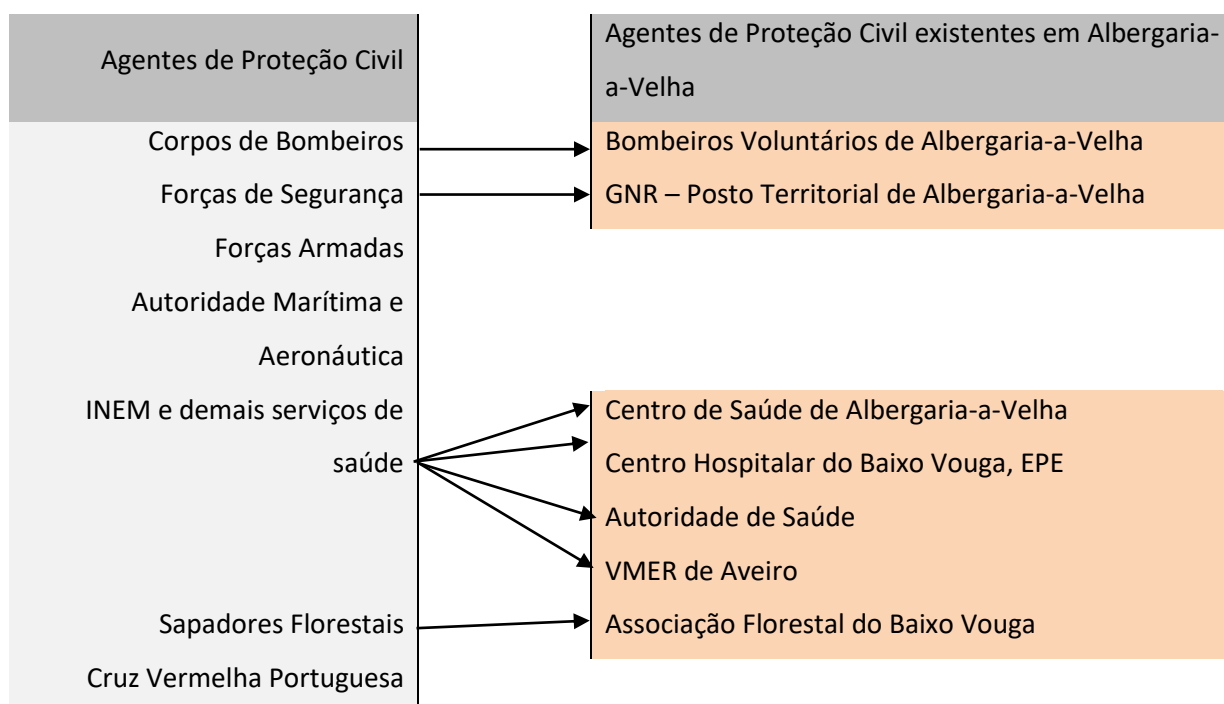 Agentes de Proteção Civil
Agentes de Proteção Civil existentes em Albergaria-
a-Velha
Corpos de Bombeiros
Bombeiros Voluntários de Albergaria-a-Velha
Forças de Segurança
GNR – Posto Territorial de Albergaria-a-Velha
Forças Armadas
Autoridade Marítima e
Aeronáutica
INEM e demais serviços de
saúde
Centro de Saúde de Albergaria-a-Velha
Centro Hospitalar do Baixo Vouga, EPE
Autoridade de Saúde
VMER de Aveiro
Sapadores Florestais
Associação Florestal do Baixo Vouga
Cruz Vermelha Portuguesa